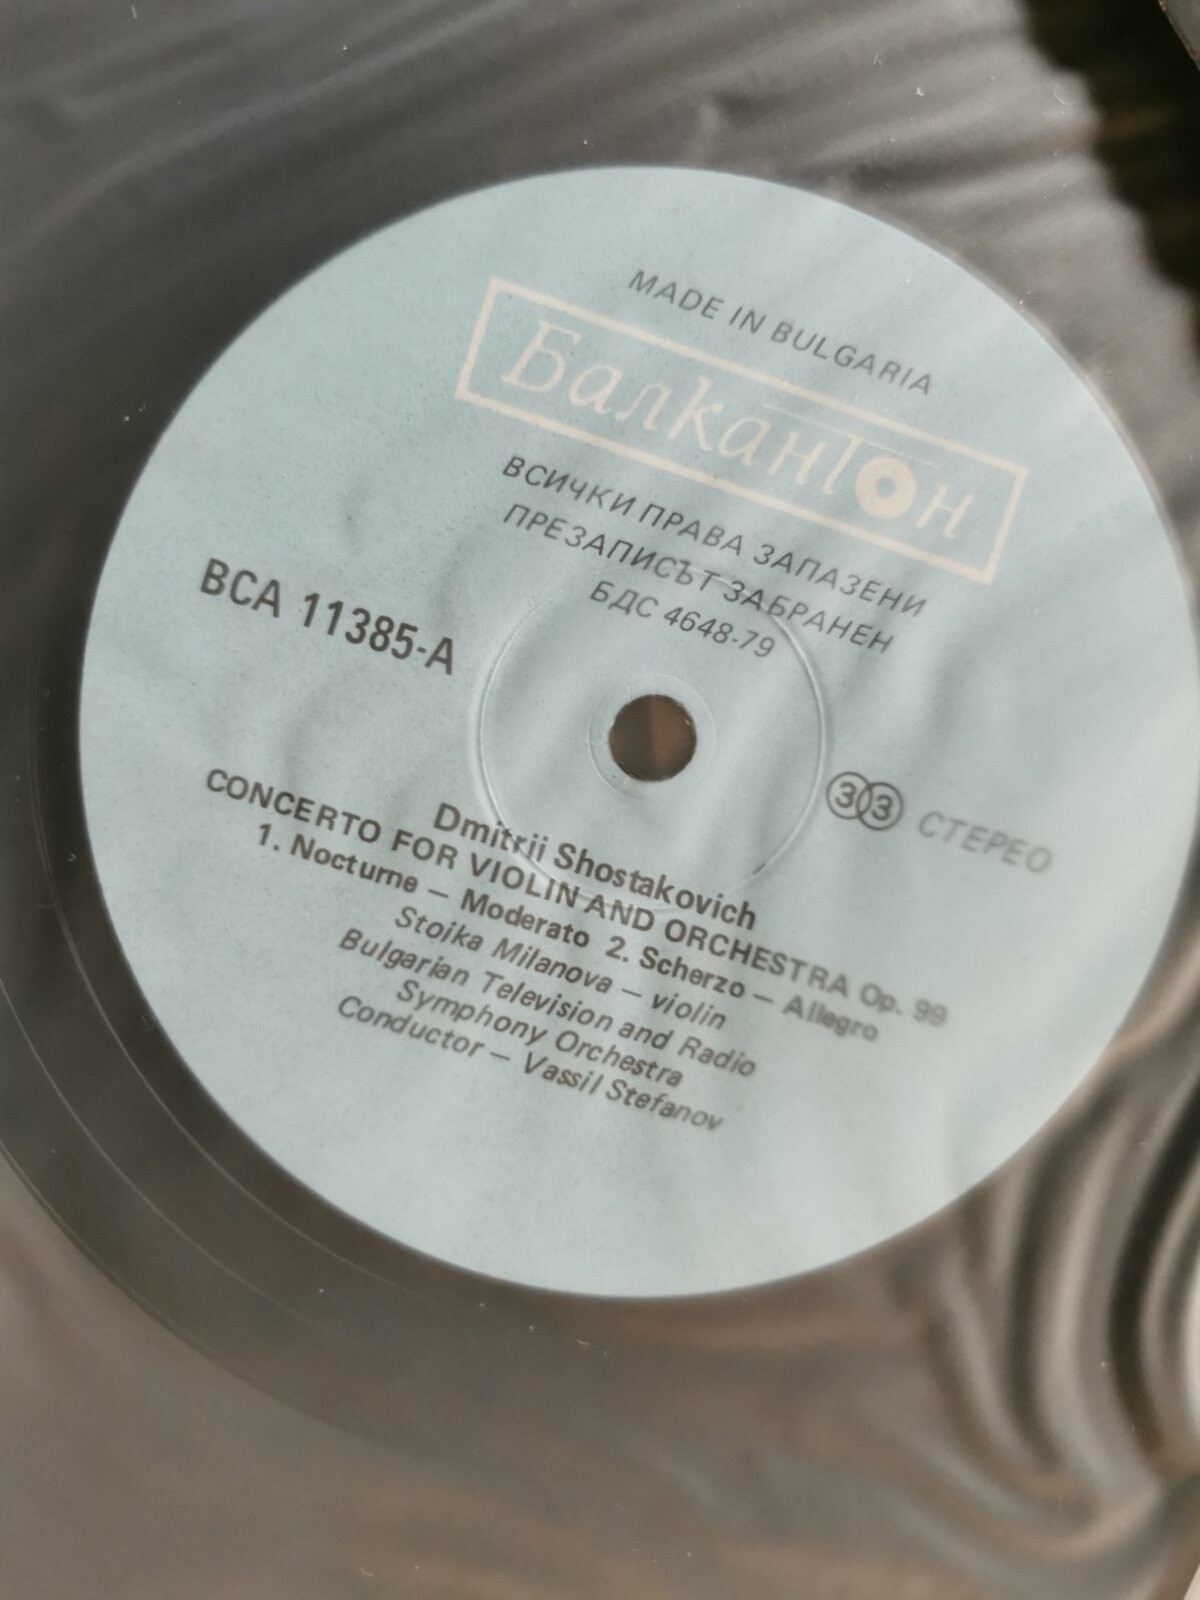 MADE IN BULGARIA
Балкантон
ВСИЧКИ ПРАВА ЗАПАЗЕНИ
ПРЕЗАПИСЪТ ЗАБРАНЕН
БДС 4648-79
ВСА 11385-А
33 СТЕРЕО
Dmitrii Shostakovich
CONCERTO FOR VIOLIN AND ORCHESTRA Op. 99
1. Nocturne — Moderato 2. Scherzo — Allegro
Stoika Milanova — violin
Bulgarian Television and Radio
Symphony Orchestra
Conductor — Vassil Stefanov